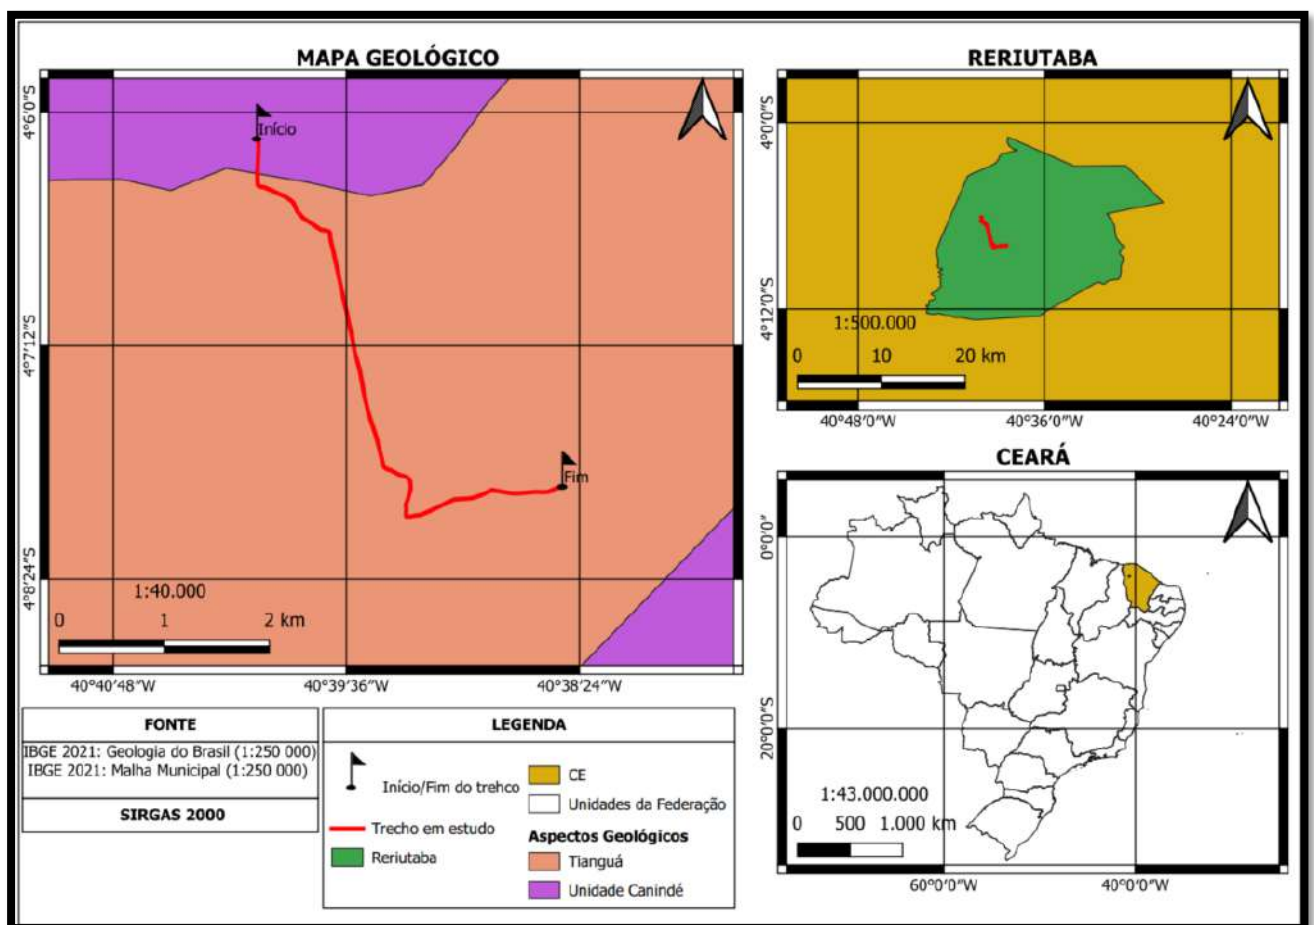 MAPA GEOLÓGICO
4°6'0"S
4°7'12"S
4°8'24"S
Início
Fim
1:40.000
0 1 2 km
40°40'48"W 40°39'36"W 40°38'24"W
RERIUTABA
4°0'0"S
4°12'0"S
1:500.000
0 10 20 km
40°48'0"W 40°36'0"W 40°24'0"W
CEARÁ
0°0'0"
20°0'0"S
1:43.000.000
0 500 1.000 km
60°0'0"W 40°0'0"W
FONTE
IBGE 2021: Geologia do Brasil (1:250 000)
IBGE 2021: Malha Municipal (1:250 000)
SIRGAS 2000
LEGENDA
Início/Fim do trehco
Trecho em estudo
Reriutaba
CE
Unidades da Federação
Aspectos Geológicos
Tianguá
Unidade Canindé